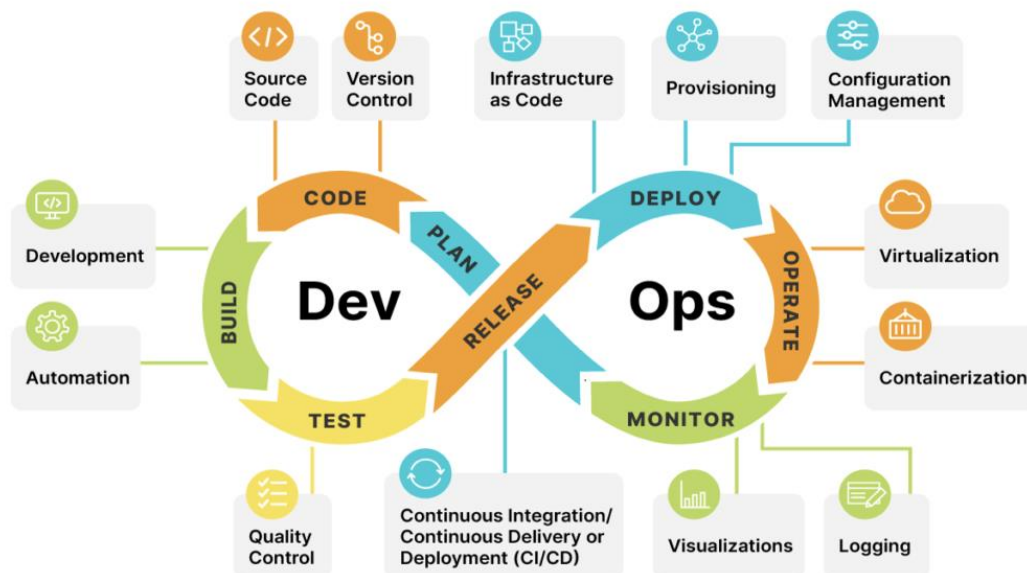 Source
Code
Version
Control
Infrastructure
as Code
Provisioning
Configuration
Management
CODE
DEPLOY
PLAN
Development
Virtualization
BUILD
Dev
RELEASE
Ops
OPERATE
Automation
Containerization
TEST
MONITOR
Quality
Control
Continuous Integration/
Continuous Delivery or
Deployment (CI/CD)
Visualizations
Logging